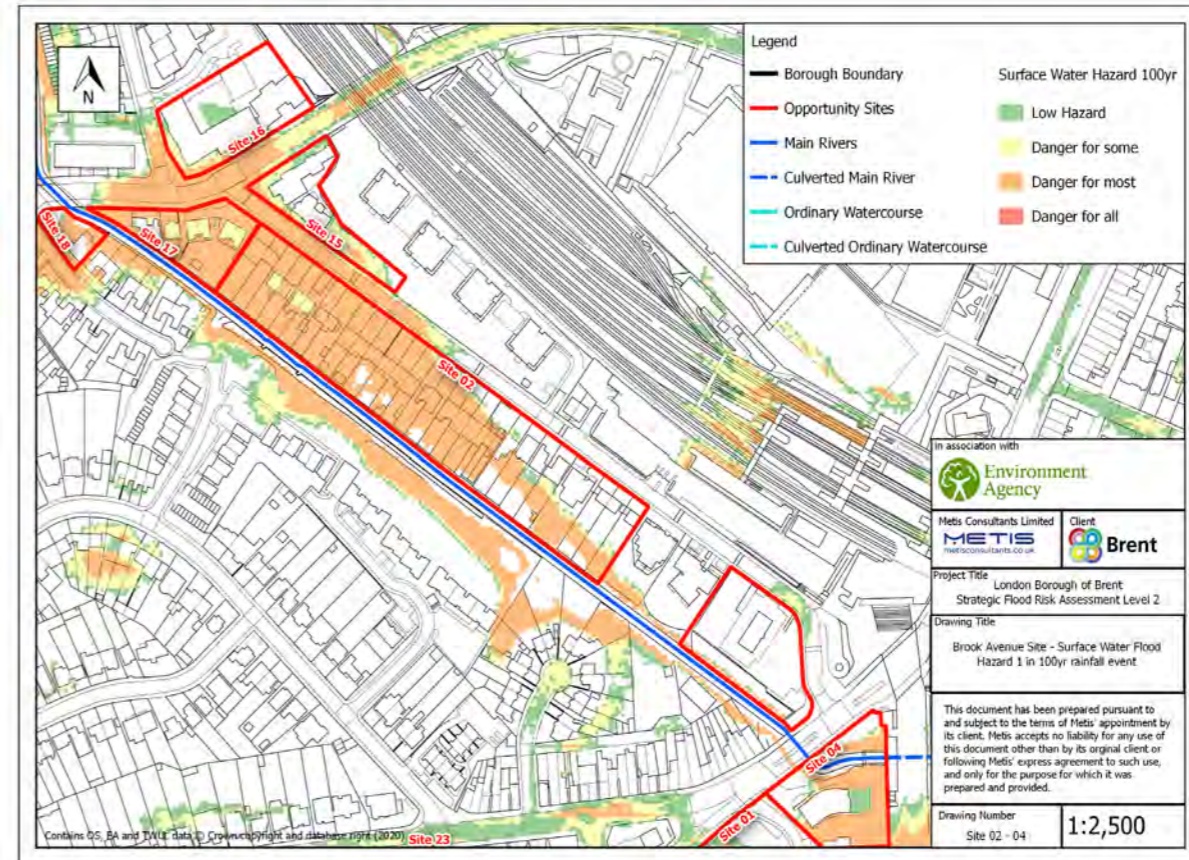 N
Site 16
Site 15
Site 18
Site 17
Site 02
Site 04
Site 01
Site 23
Contains OS, EA and TWUL data © Crown copyright and database right (2020)
Legend
Borough Boundary
Opportunity Sites
Main Rivers
Culverted Main River
Ordinary Watercourse
Culverted Ordinary Watercourse
Surface Water Hazard 100yr
Low Hazard
Danger for some
Danger for most
Danger for all
In association with
Environment
Agency
Metis Consultants Limited
METIS
metisconsultants.co.uk
Client
Brent
Project Title
London Borough of Brent
Strategic Flood Risk Assessment Level 2
Drawing Title
Brook Avenue Site - Surface Water Flood
Hazard 1 in 100yr rainfall event
This document has been prepared pursuant to
and subject to the terms of Metis' appointment by
its client. Metis accepts no liability for any use of
this document other than by its orginal client or
following Metis' express agreement to such use,
and only for the purpose for which it was
prepared and provided.
Drawing Number
Site 02 - 04
1:2,500